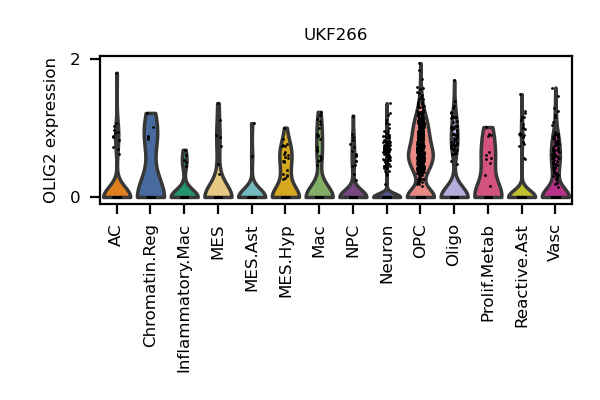 UKF266
OLIG2 expression
2
0
AC
Chromatin.Reg
Inflammatory.Mac
MES
MES.Ast
MES.Hyp
Mac
NPC
Neuron
OPC
Oligo
Prolif.Metab
Reactive.Ast
Vasc